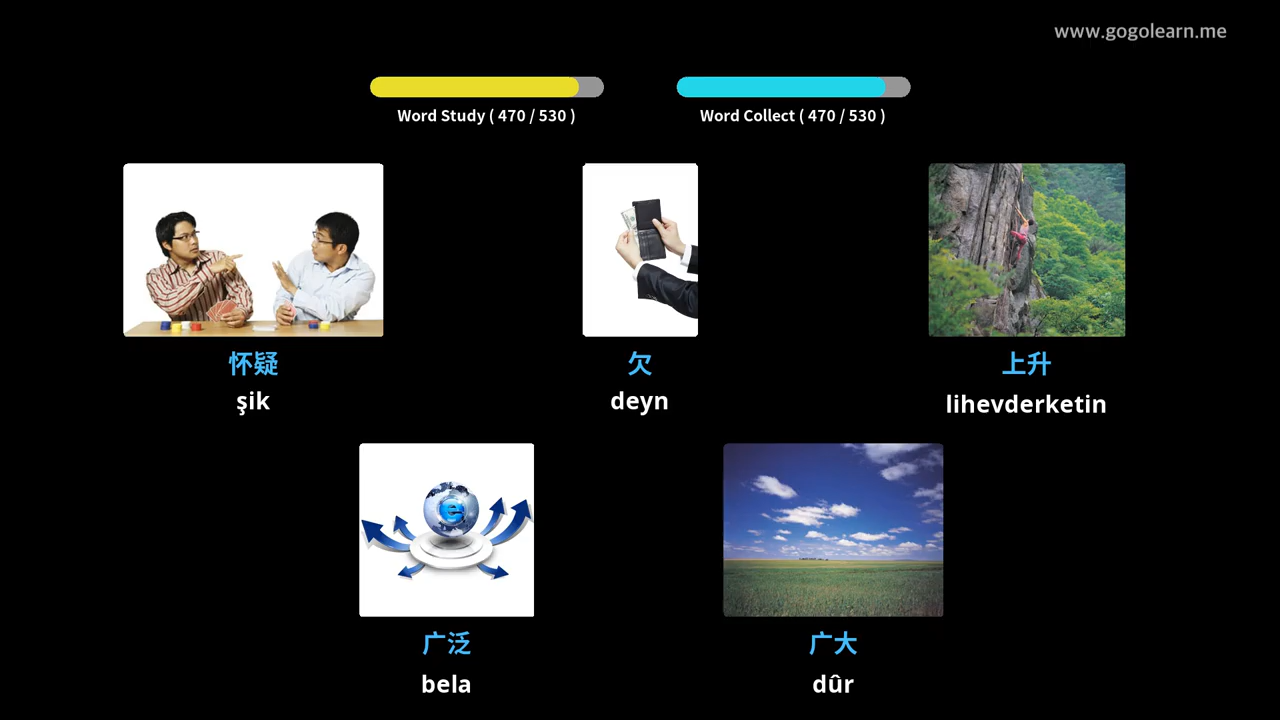 www.gogolearn.me
Word Study ( 470 / 530 )
Word Collect ( 470 / 530 )
怀疑
şik
欠
deyn
上升
lihevderketin
e
广泛
bela
广大
dûr